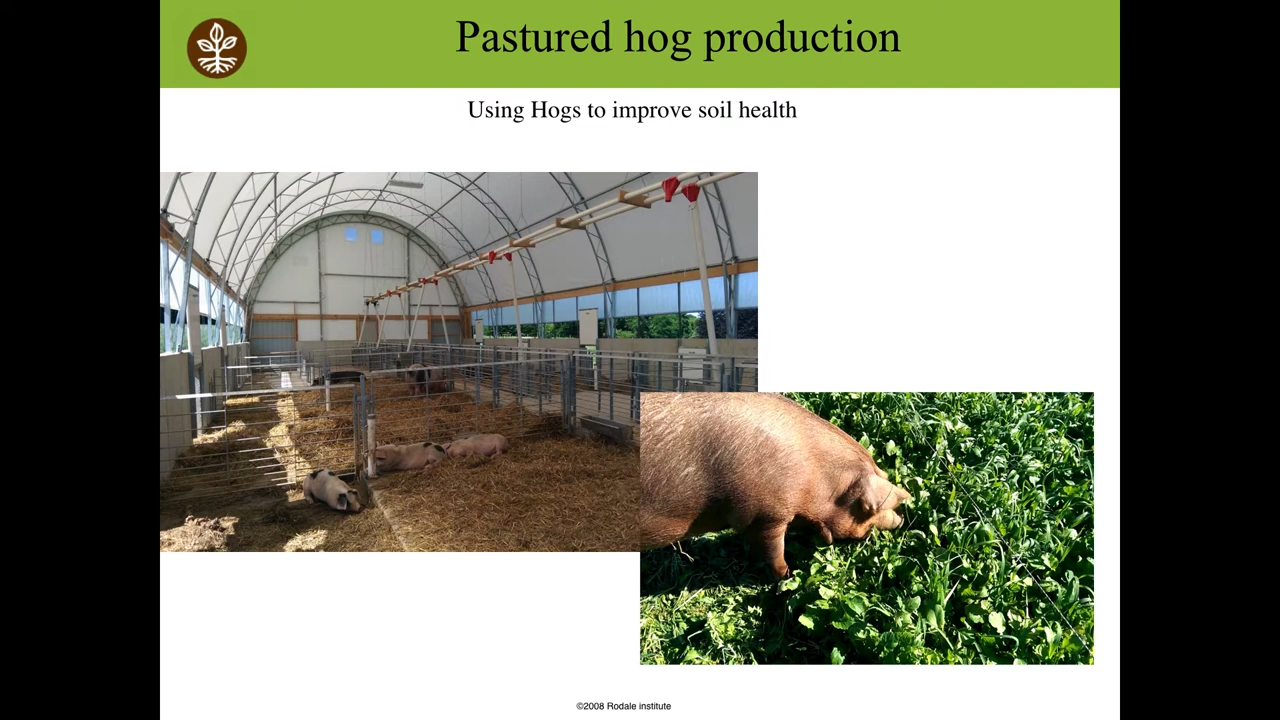 Pastured hog production
Using Hogs to improve soil health
©2008 Rodale institute